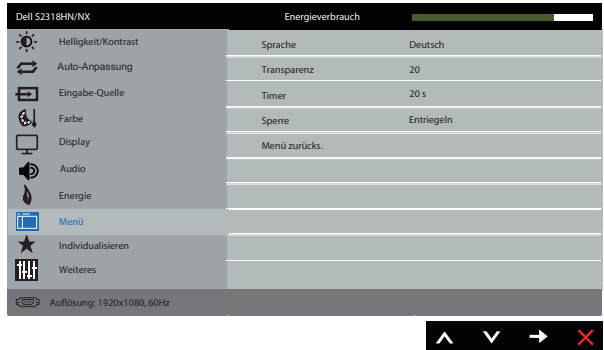 Dell S2318HN/NX Energieverbrauch
Helligkeit/Kontrast Sprache Deutsch
Auto-Anpassung Transparenz 20
Eingabe-Quelle Timer 20 s
Farbe Sperre Entriegeln
Display Menü zurücks.
Audio
Energie
Menü
Individualisieren
Weiteres
Auflösung: 1920x1080, 60Hz